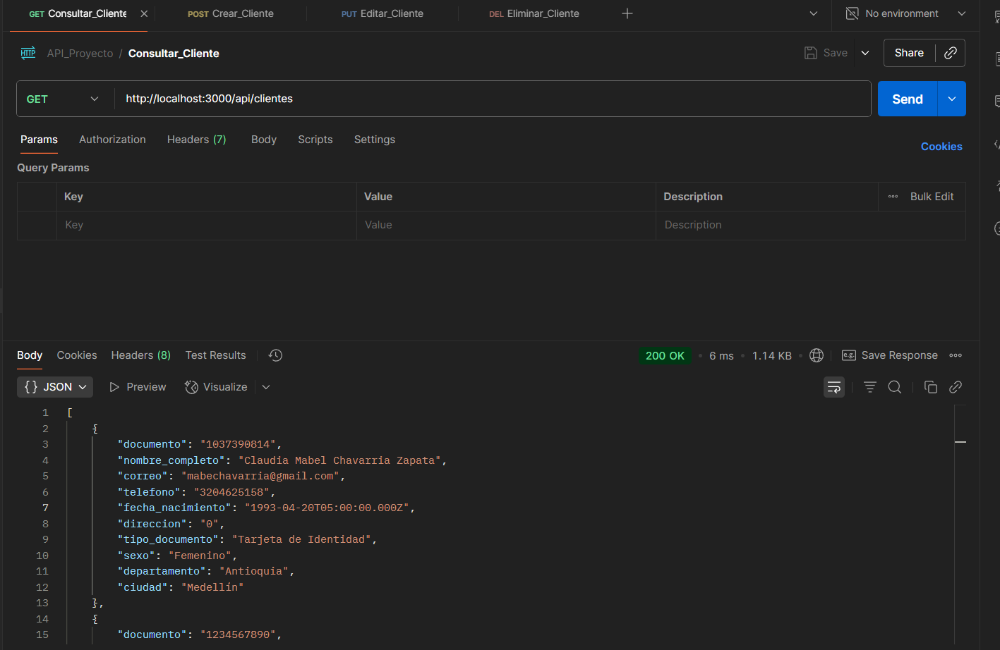 GET Consultar_Cliente POST Crear_Cliente PUT Editar_Cliente DEL Eliminar_Cliente No environment
HTTP API_Proyecto / Consultar_Cliente Save Share
GET http://localhost:3000/api/clientes Send
Params Authorization Headers (7) Body Scripts Settings Cookies
Query Params
Key Value Description Bulk Edit
Key Value Description
Body Cookies Headers (8) Test Results 200 OK • 6 ms • 1.14 KB • e.g. Save Response
{} JSON Preview Visualize
1 [
2 {
3 "documento": "1037390814",
4 "nombre_completo": "Claudia Mabel Chavarria Zapata",
5 "correo": "mabechavarria@gmail.com",
6 "telefono": "3204625158",
7 "fecha_nacimiento": "1993-04-20T05:00:00.000Z",
8 "direccion": "0",
9 "tipo_documento": "Tarjeta de Identidad",
10 "sexo": "Femenino",
11 "departamento": "Antioquia",
12 "ciudad": "Medellín"
13 },
14 {
15 "documento": "1234567890",